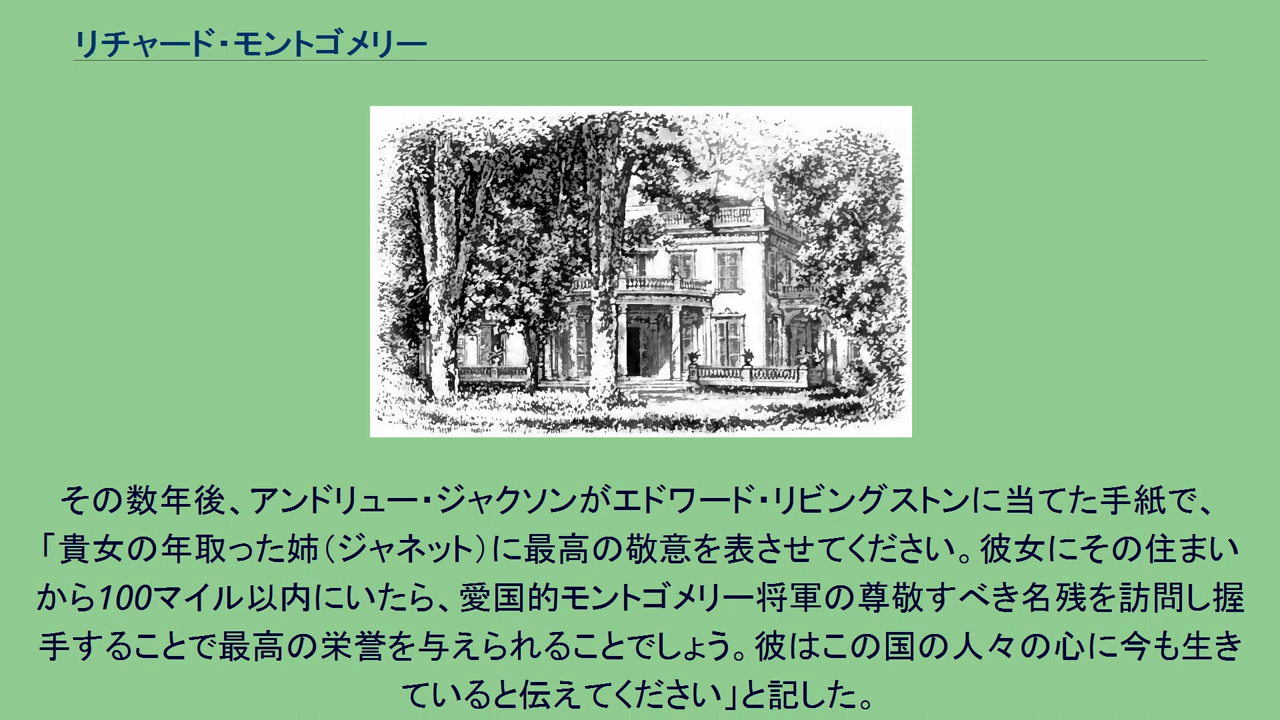 リチャード・モントゴメリー
その数年後、アンドリュー・ジャクソンがエドワード・リビングストンに当てた手紙で、
「貴女の年取った姉（ジャネット）に最高の敬意を表させてください。彼女にその住まい
から100マイル以内にいたら、愛国的モントゴメリー将軍の尊敬すべき名残を訪問し握
手することで最高の栄誉を与えられることでしょう。彼はこの国の人々の心に今も生き
ていると伝えてください」と記した。